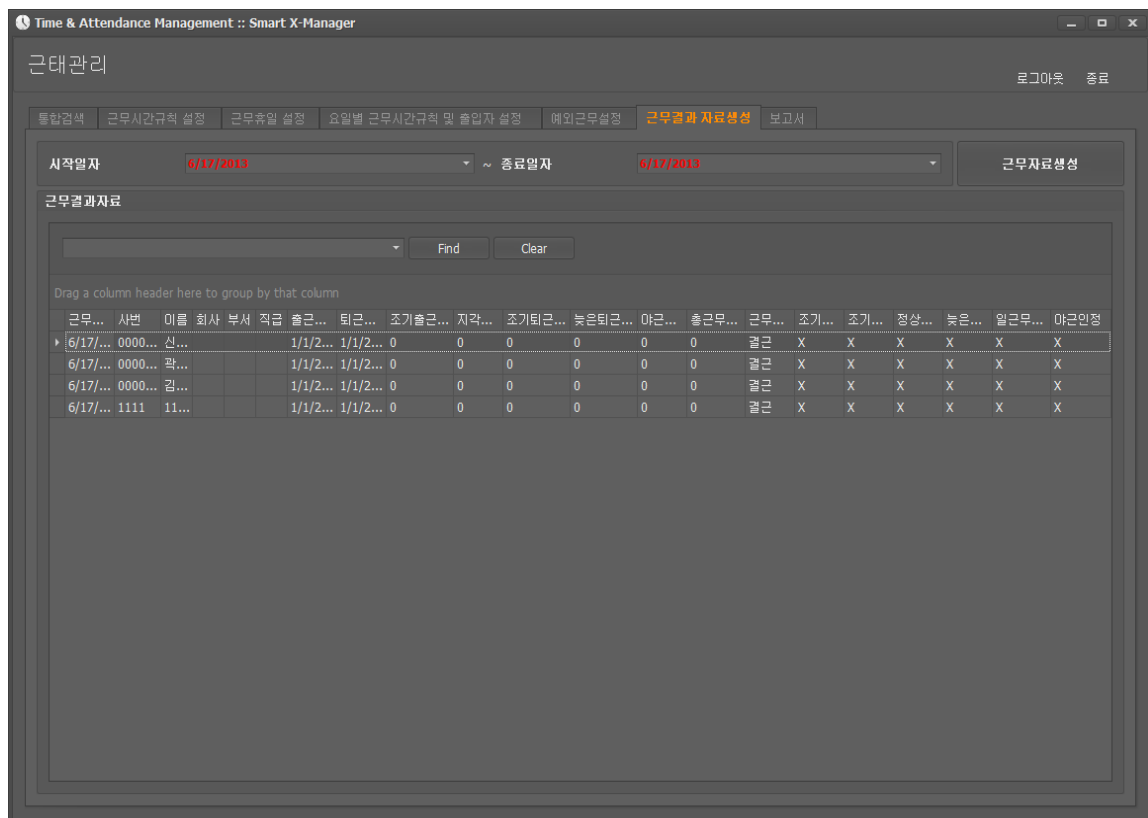 Time & Attendance Management :: Smart X-Manager
근태관리
로그아웃 종료
통합검색 근무시간규칙 설정 근무휴일 설정 요일별 근무시간규칙 및 출입자 설정 예외근무설정 근무결과 자료생성 보고서
시작일자 6/17/2013 ~ 종료일자 6/17/2013 근무자료생성
근무결과자료
Find Clear
Drag a column header here to group by that column
근무... 사번 이름 회사 부서 직급 출근... 퇴근... 조기출근... 지각... 조기퇴근... 늦은퇴근... 야근... 총근무... 근무... 조기... 조기... 정상... 늦은... 일근무... 야근인정
6/17/... 0000... 신... 1/1/2... 1/1/2... 0 0 0 0 0 0 결근 X X X X X X
6/17/... 0000... 곽... 1/1/2... 1/1/2... 0 0 0 0 0 0 결근 X X X X X X
6/17/... 0000... 김... 1/1/2... 1/1/2... 0 0 0 0 0 0 결근 X X X X X X
6/17/... 1111 11... 1/1/2... 1/1/2... 0 0 0 0 0 0 결근 X X X X X X